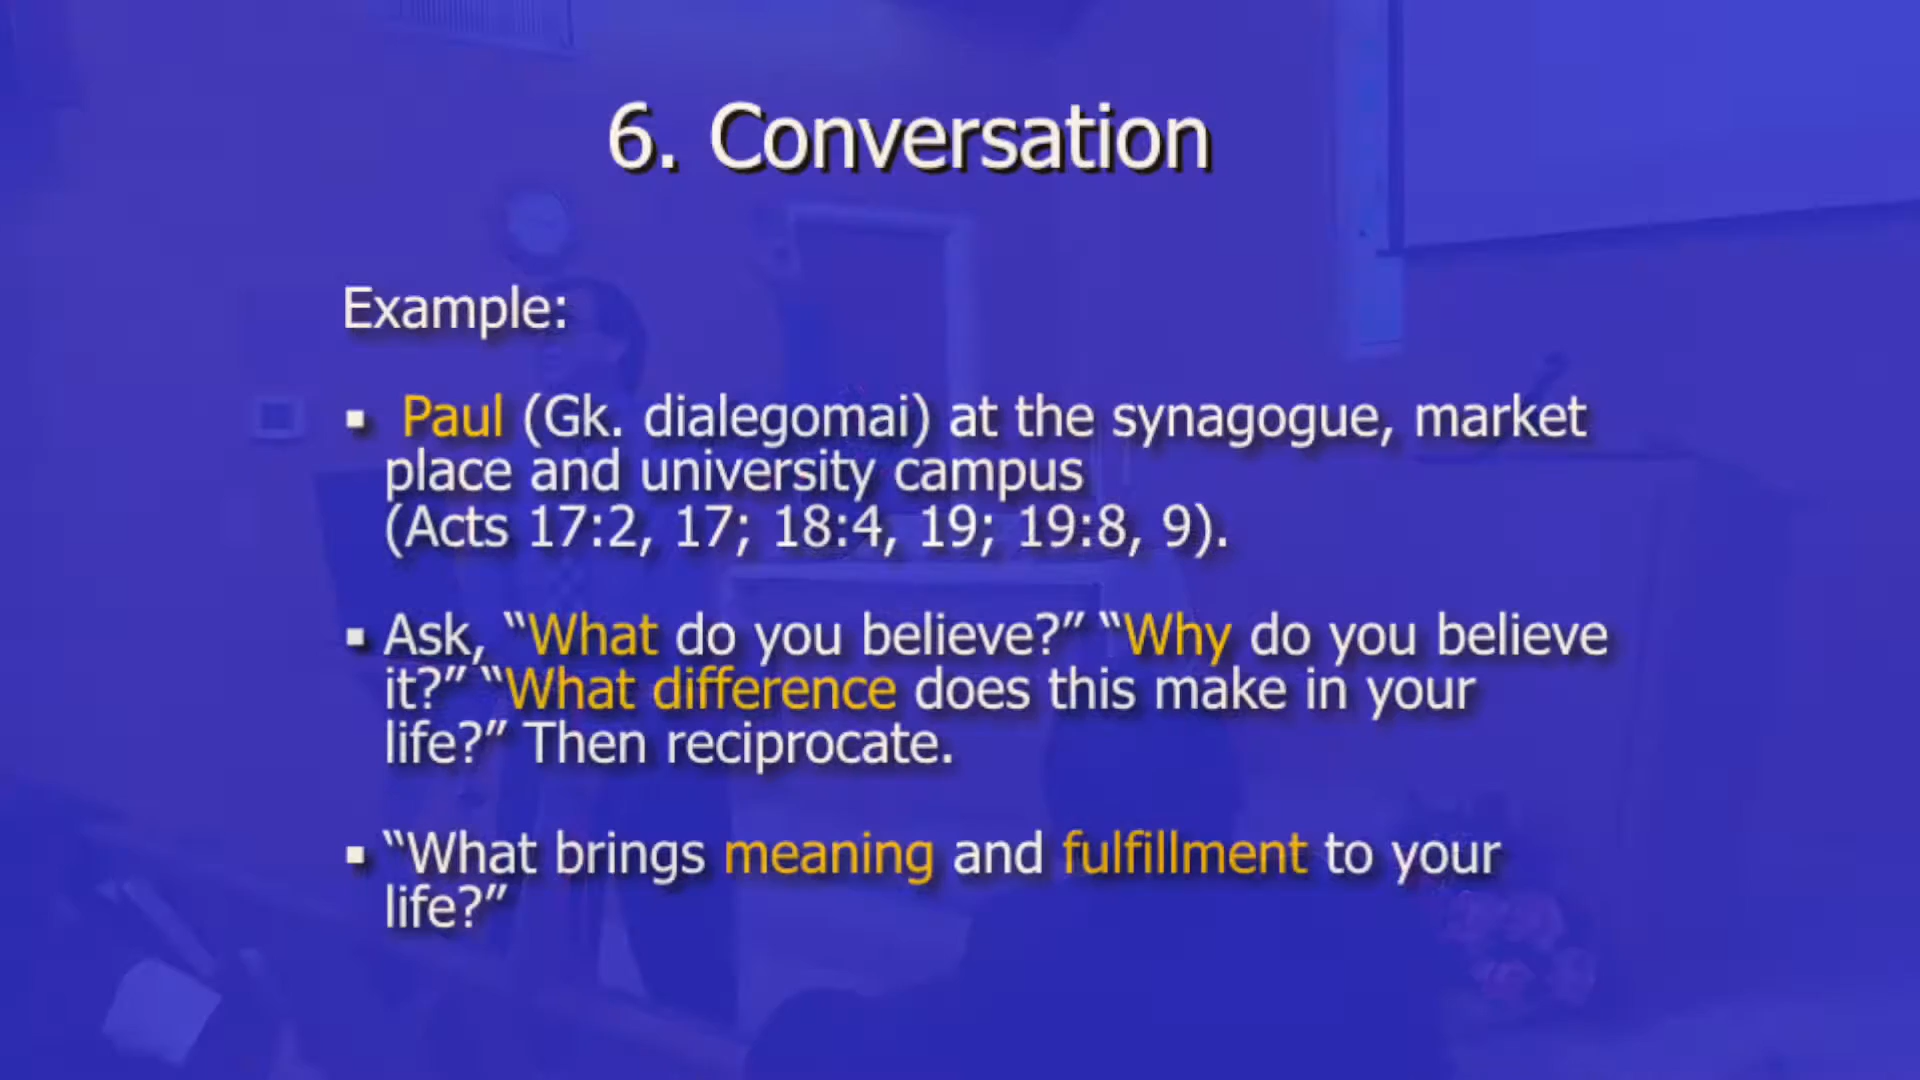 6. Conversation
Example:
▪ Paul (Gk. dialegomai) at the synagogue, market
place and university campus
(Acts 17:2, 17; 18:4, 19; 19:8, 9).
▪ Ask, “What do you believe?” “Why do you believe
it?” “What difference does this make in your
life?” Then reciprocate.
▪ “What brings meaning and fulfillment to your
life?”